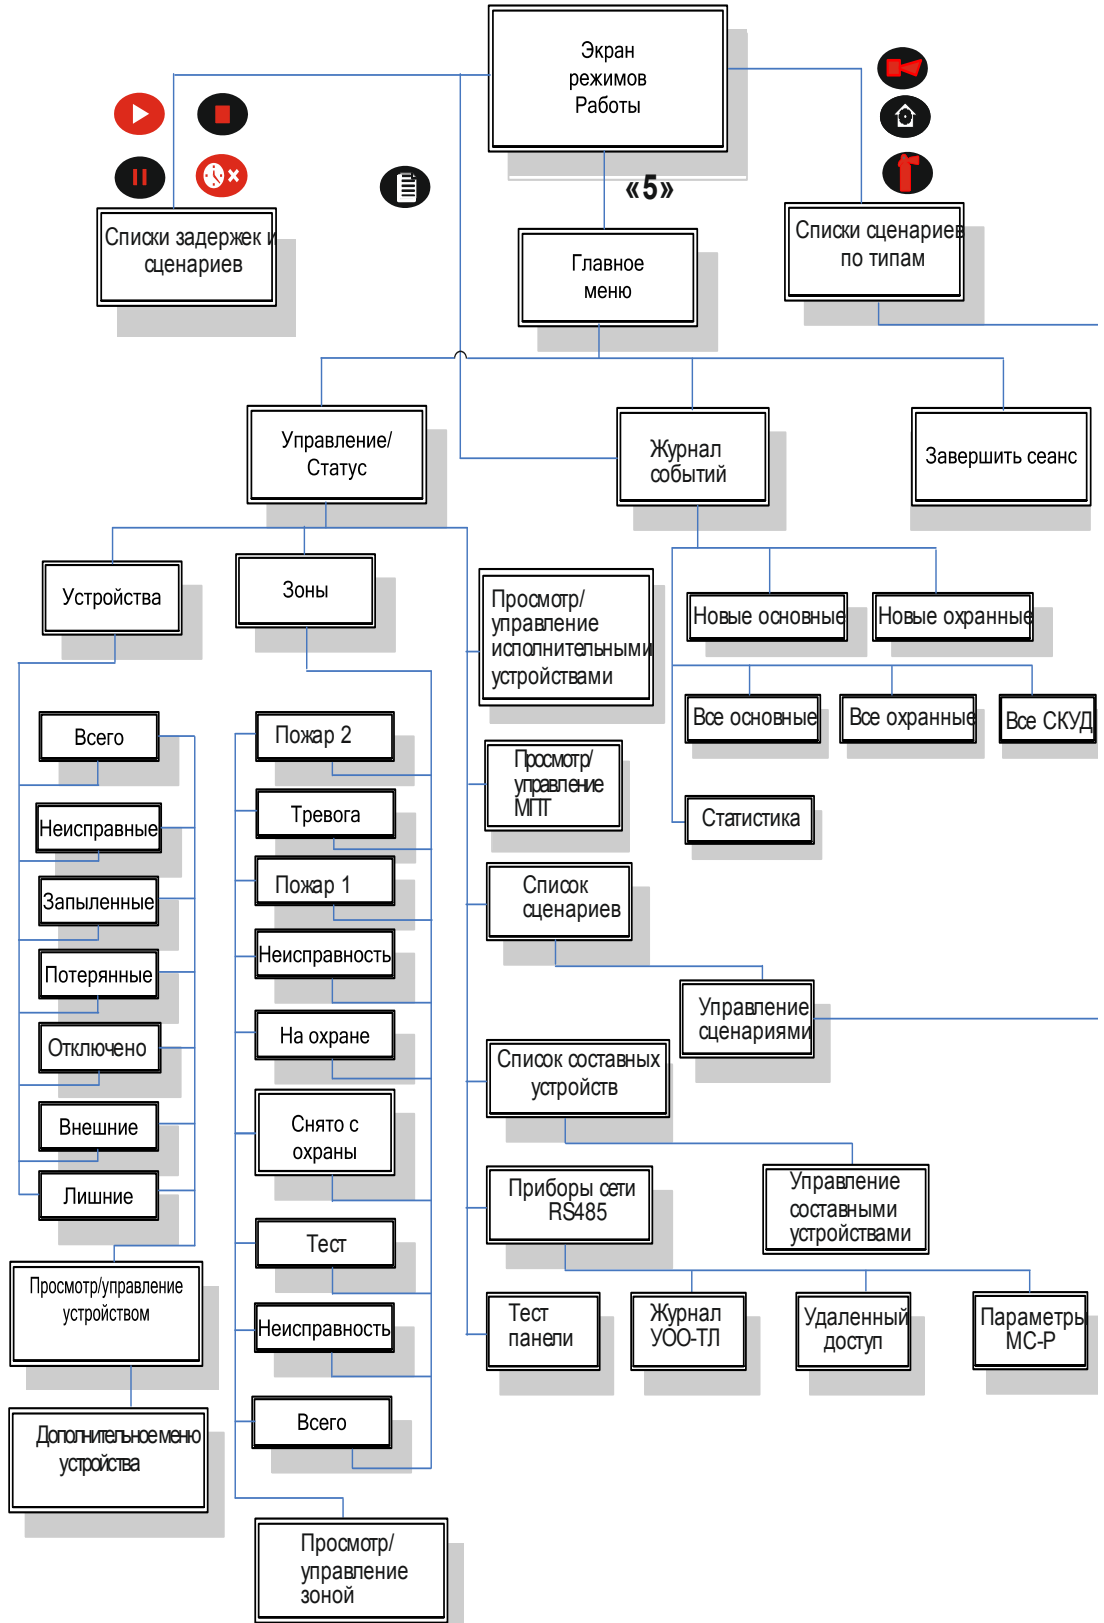 Экран
режимов
Работы
«5»
Списки задержек и
сценариев
Главное
меню
Списки сценариев
по типам
Управление/
Статус
Журнал
событий
Завершить сеанс
Устройства
Зоны
Просмотр/
управление
исполнительными
устройствами
Новые основные
Новые охранные
Все основные
Все охранные
Все СКУД
Статистика
Всего
Неисправные
Запыленные
Потерянные
Отключено
Внешние
Лишние
Просмотр/управление
устройством
Дополнительное меню
устройства
Пожар 2
Тревога
Пожар 1
Неисправность
На охране
Снято с
охраны
Тест
Неисправность
Всего
Просмотр/
управление
зоной
Просмотр/
управление
МПТ
Список
сценариев
Управление
сценариями
Список составных
устройств
Управление
составными
устройствами
Приборы сети
RS485
Тест
панели
Журнал
УОО-ТЛ
Удаленный
доступ
Параметры
МС-Р